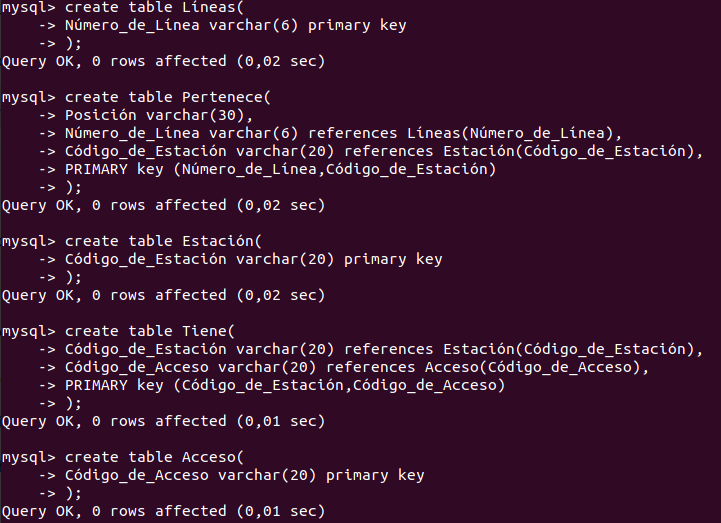 mysql> create table Líneas(
    -> Número_de_Línea varchar(6) primary key
    -> );
Query OK, 0 rows affected (0,02 sec)

mysql> create table Pertenece(
    -> Posición varchar(30),
    -> Número_de_Línea varchar(6) references Líneas(Número_de_Línea),
    -> Código_de_Estación varchar(20) references Estación(Código_de_Estación),
    -> PRIMARY key (Número_de_Línea,Código_de_Estación)
    -> );
Query OK, 0 rows affected (0,02 sec)

mysql> create table Estación(
    -> Código_de_Estación varchar(20) primary key
    -> );
Query OK, 0 rows affected (0,02 sec)

mysql> create table Tiene(
    -> Código_de_Estación varchar(20) references Estación(Código_de_Estación),
    -> Código_de_Acceso varchar(20) references Acceso(Código_de_Acceso),
    -> PRIMARY key (Código_de_Estación,Código_de_Acceso)
    -> );
Query OK, 0 rows affected (0,01 sec)

mysql> create table Acceso(
    -> Código_de_Acceso varchar(20) primary key
    -> );
Query OK, 0 rows affected (0,01 sec)